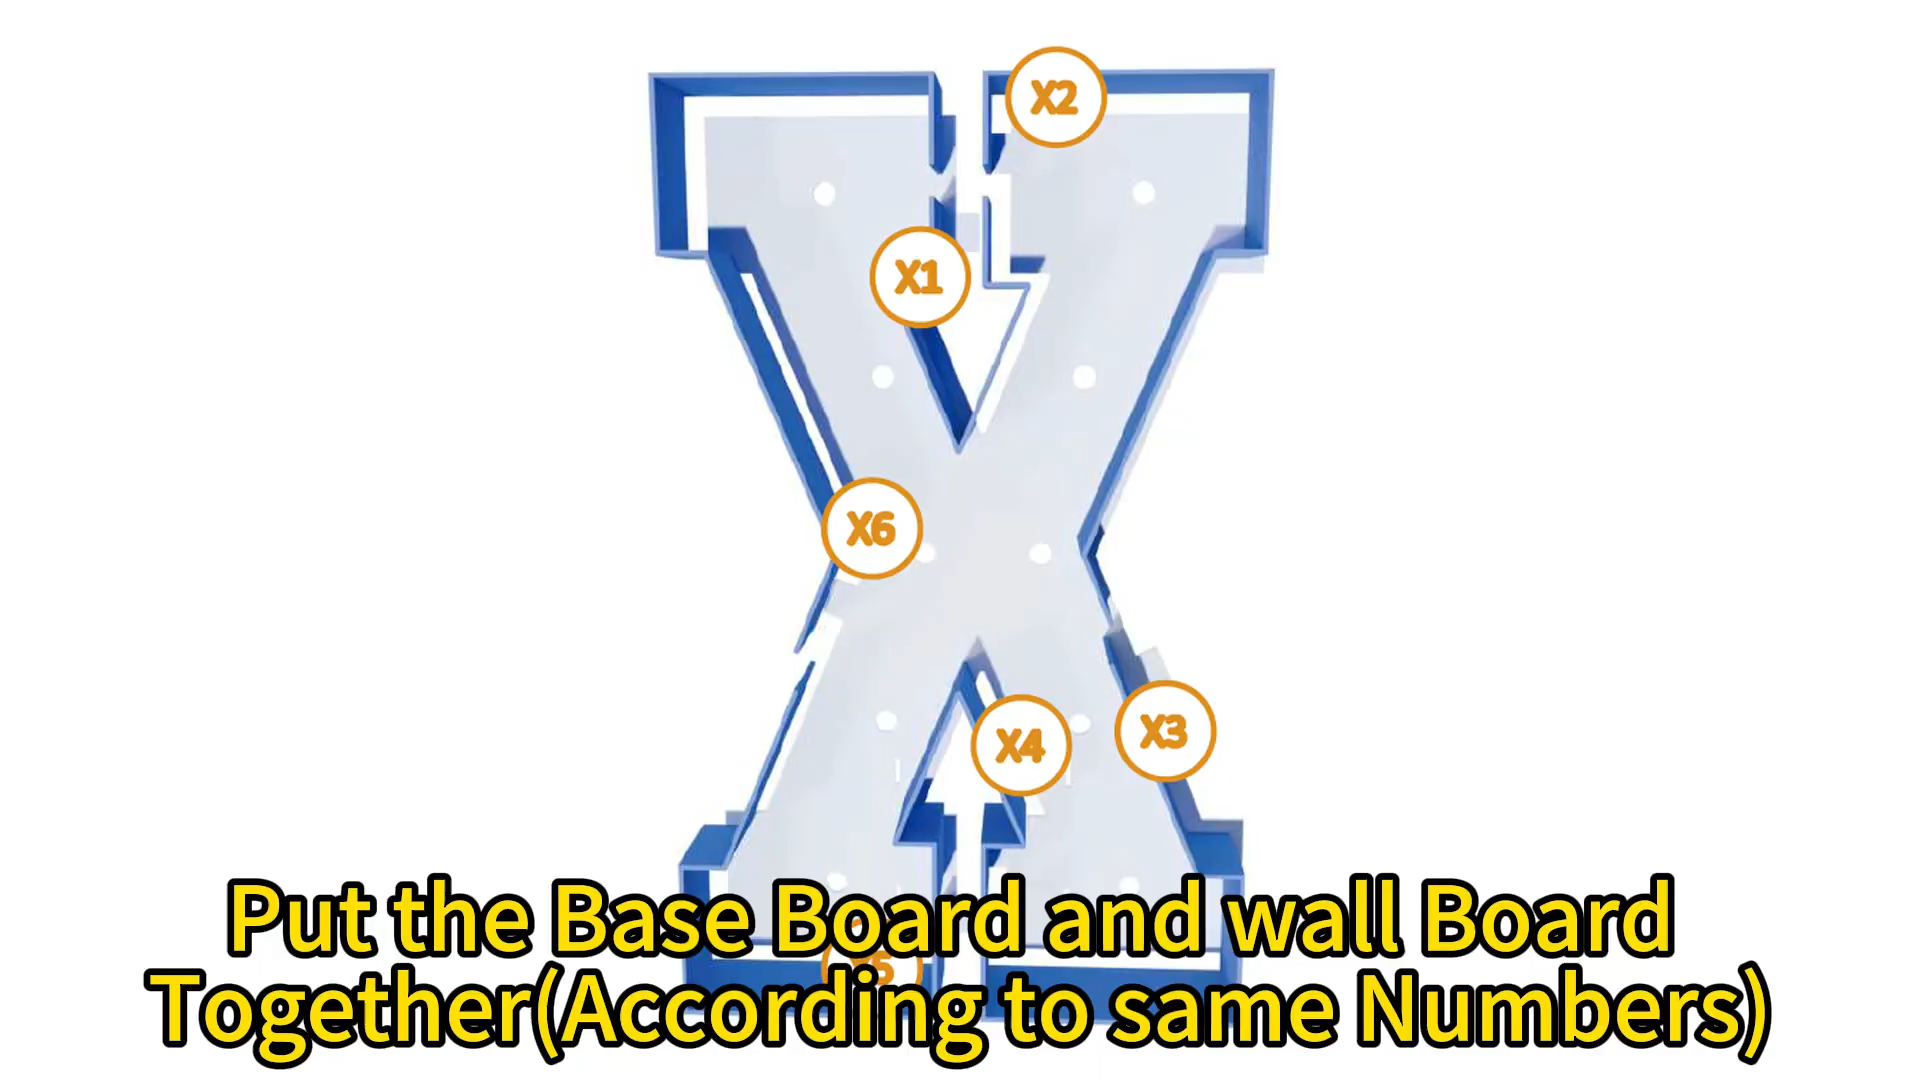 X2
X1
X6
X4
X3
Put the Base Board and wall Board
Together(According to same Numbers)